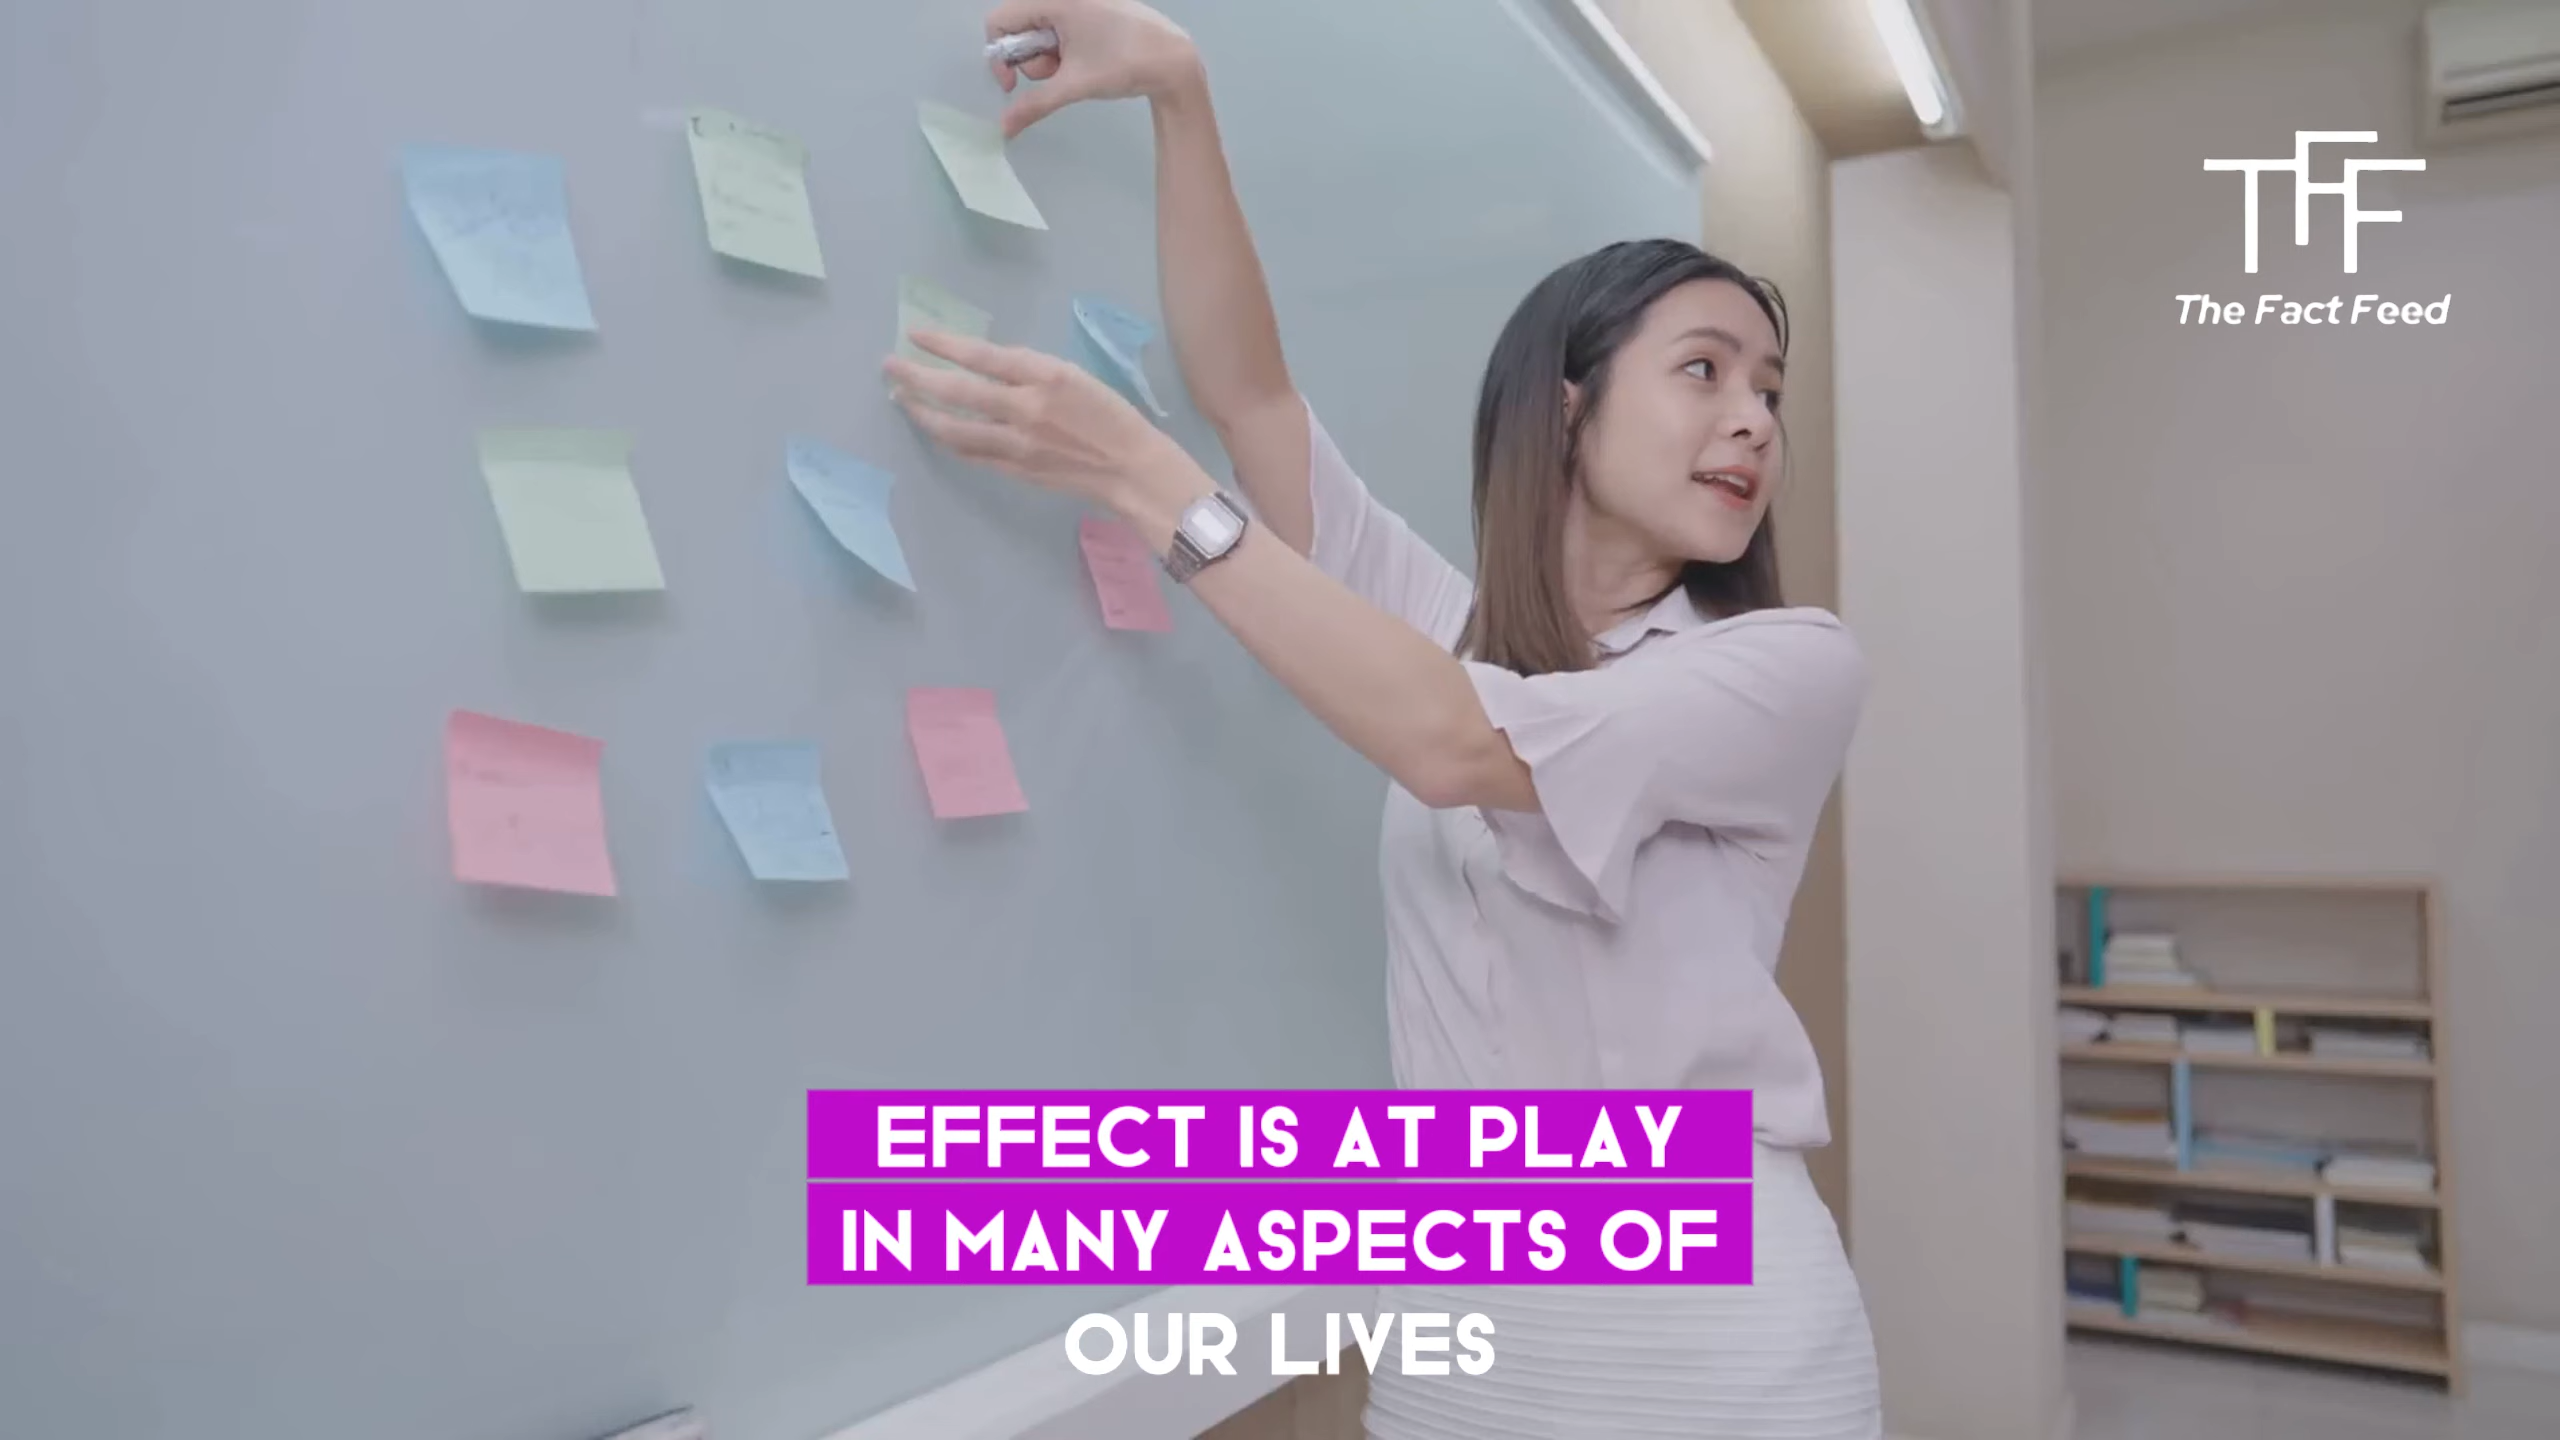 TFF
The Fact Feed
EFFECT IS AT PLAY
IN MANY ASPECTS OF
OUR LIVES